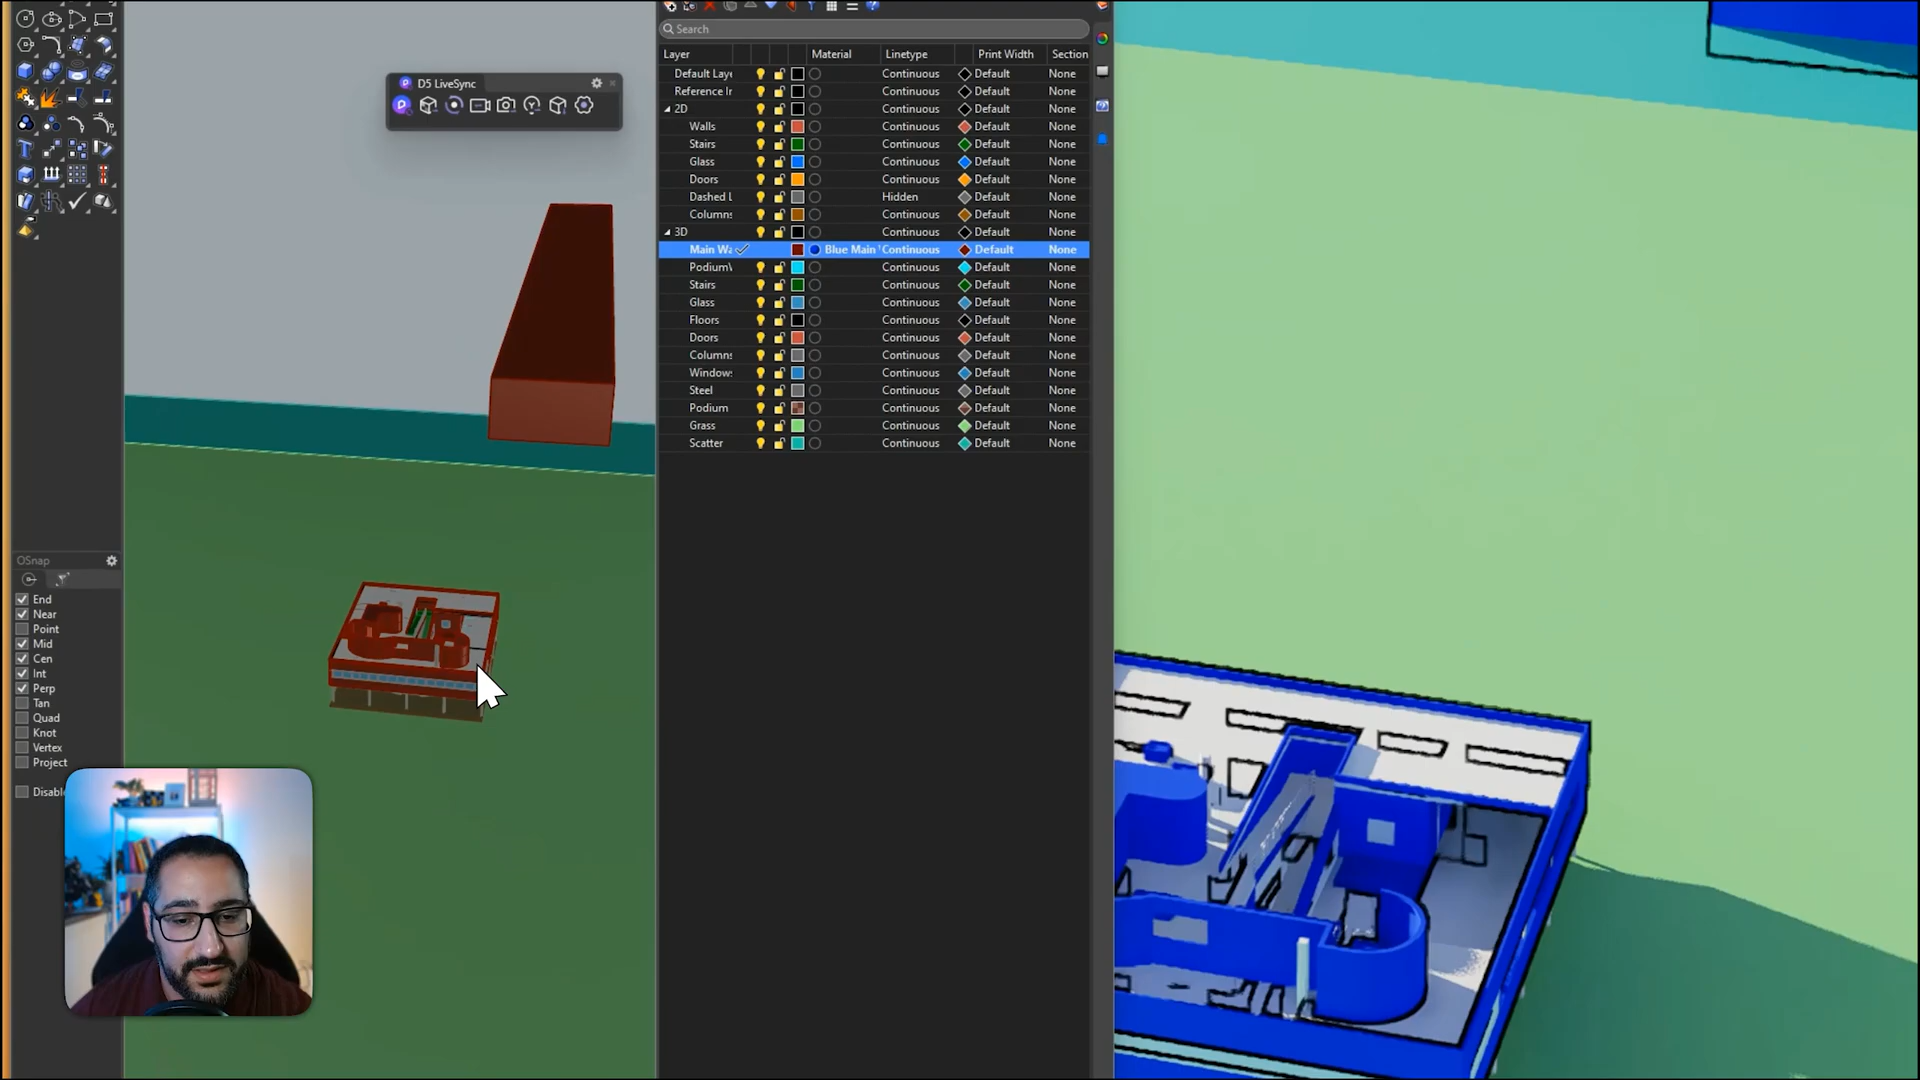 D5 LiveSync
Search
Layer Material Linetype Print Width Section
Default Laye Continuous Default None
Reference Ir Continuous Default None
2D Continuous Default None
Walls Continuous Default None
Stairs Continuous Default None
Glass Continuous Default None
Doors Continuous Default None
Dashed L Hidden Default None
Columns Continuous Default None
3D Continuous Default None
Main Wa Blue Main Continuous Default None
Podium Continuous Default None
Stairs Continuous Default None
Glass Continuous Default None
Floors Continuous Default None
Doors Continuous Default None
Columns Continuous Default None
Windows Continuous Default None
Steel Continuous Default None
Podium Continuous Default None
Grass Continuous Default None
Scatter Continuous Default None
OSnap
End
Near
Point
Mid
Cen
Int
Perp
Tan
Quad
Knot
Vertex
Project
Disable